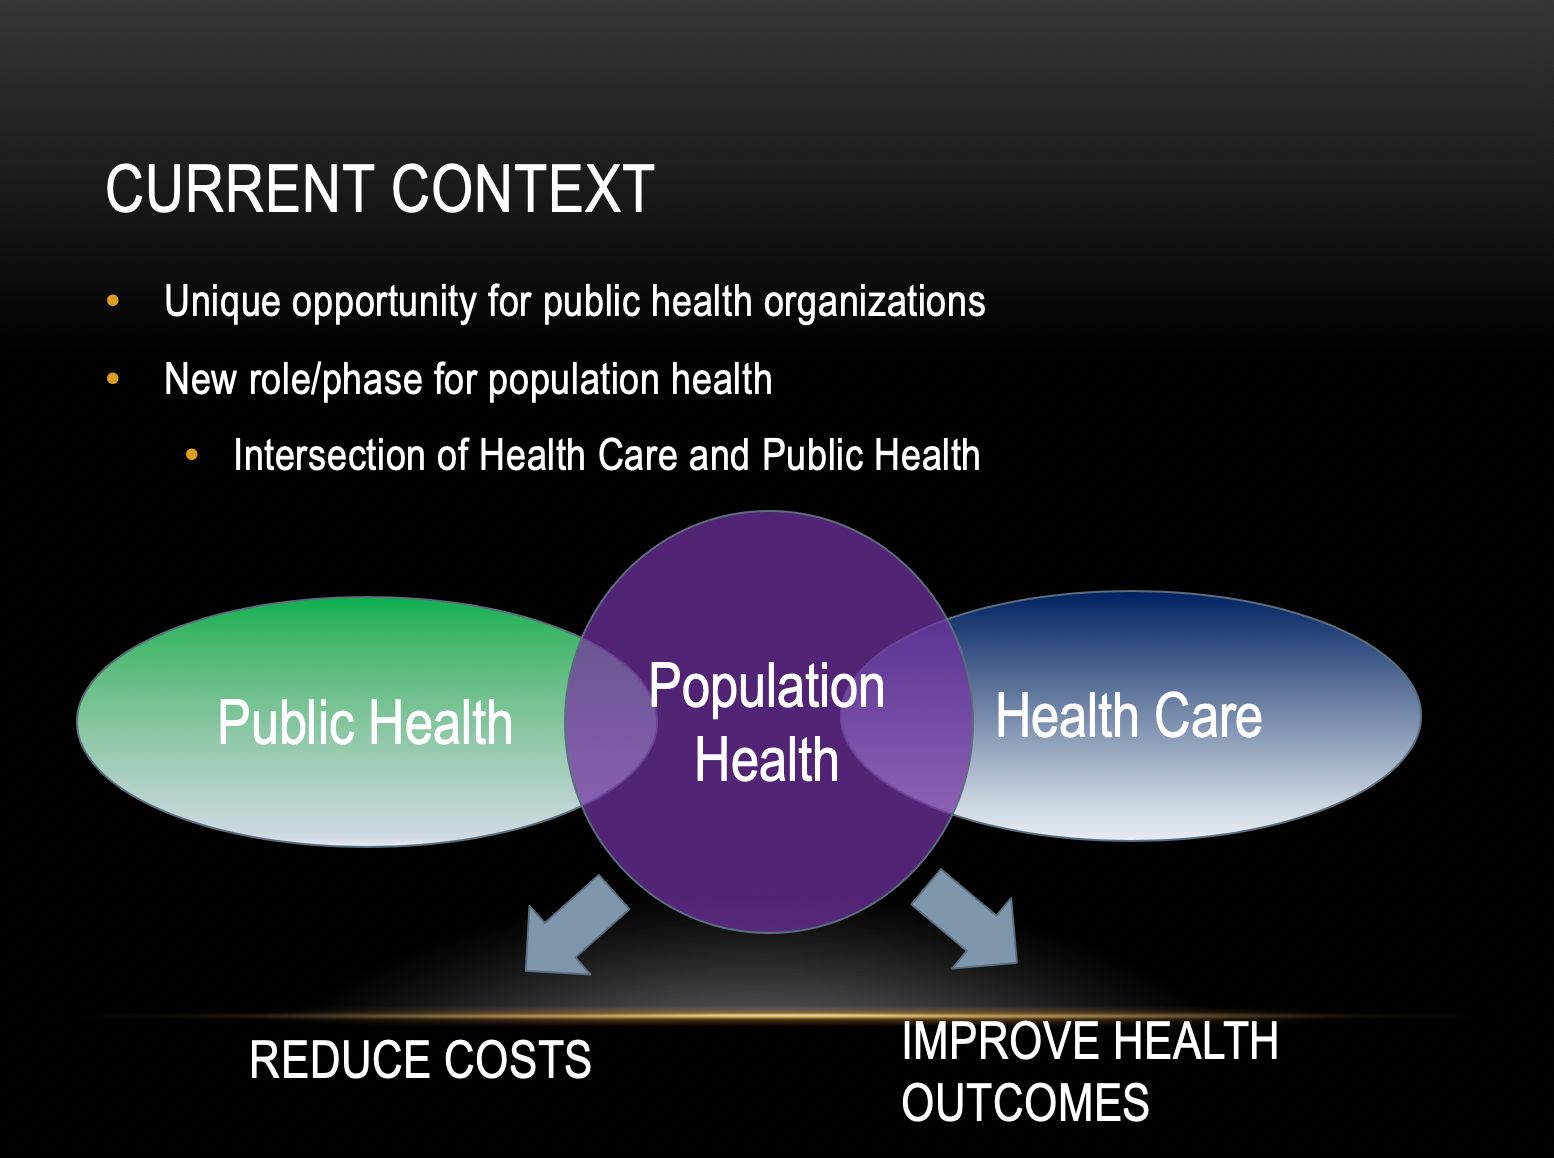 CURRENT CONTEXT
• Unique opportunity for public health organizations
• New role/phase for population health
• Intersection of Health Care and Public Health
Public Health
Population
Health
Health Care
REDUCE COSTS
IMPROVE HEALTH
OUTCOMES